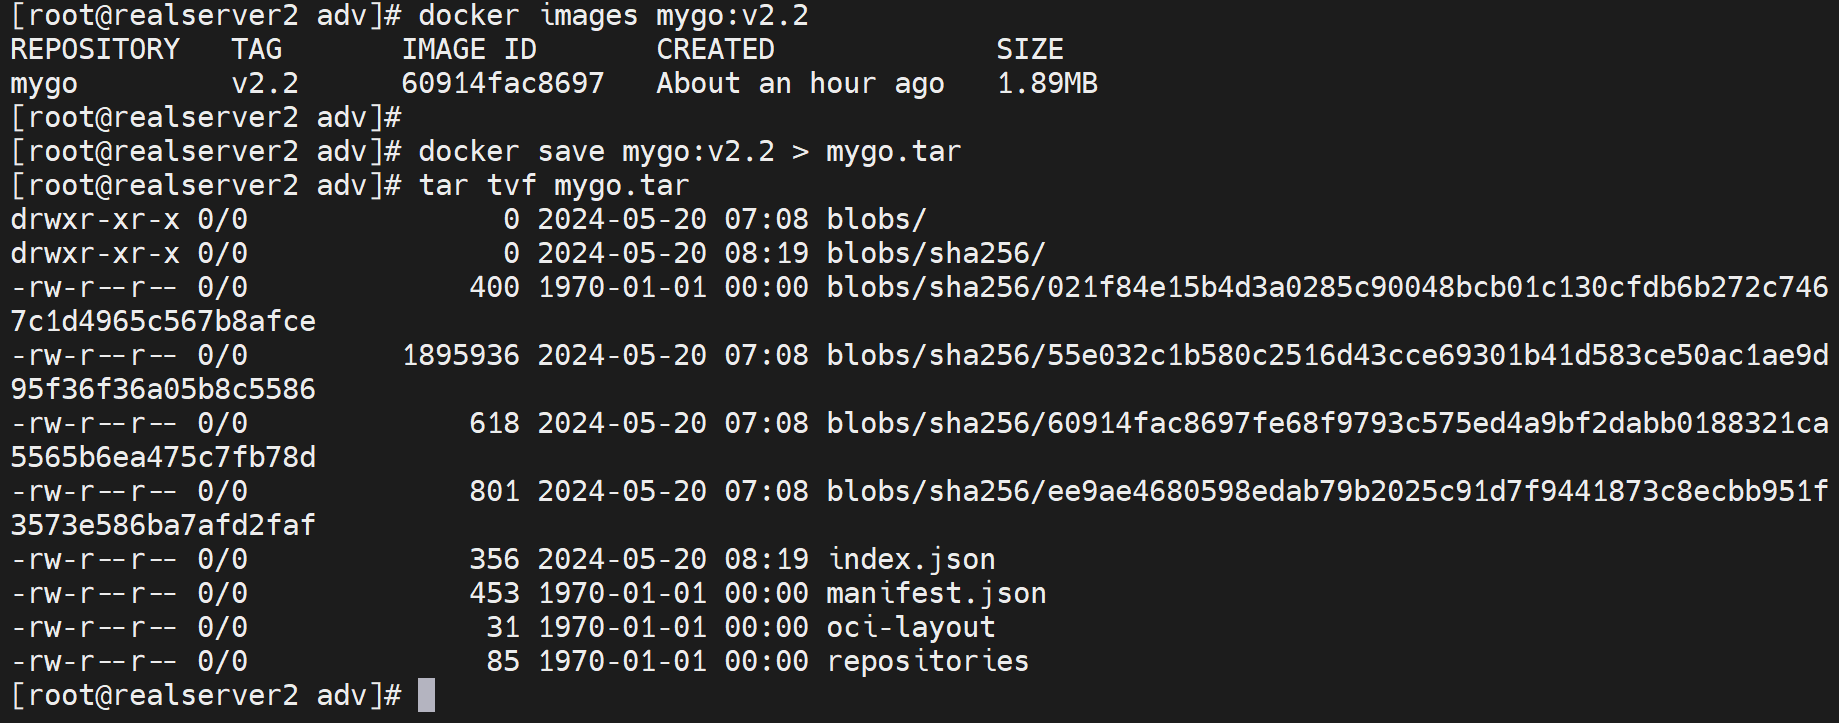 [root@realserver2 adv]# docker images mygo:v2.2
REPOSITORY   TAG       IMAGE ID       CREATED             SIZE
mygo         v2.2      60914fac8697   About an hour ago   1.89MB
[root@realserver2 adv]#
[root@realserver2 adv]# docker save mygo:v2.2 > mygo.tar
[root@realserver2 adv]# tar tvf mygo.tar
drwxr-xr-x 0/0               0 2024-05-20 07:08 blobs/
drwxr-xr-x 0/0               0 2024-05-20 08:19 blobs/sha256/
-rw-r--r-- 0/0             400 1970-01-01 00:00 blobs/sha256/021f84e15b4d3a0285c90048bcb01c130cfdb6b272c746
7c1d4965c567b8afce
-rw-r--r-- 0/0         1895936 2024-05-20 07:08 blobs/sha256/55e032c1b580c2516d43cce69301b41d583ce50ac1ae9d
95f36f36a05b8c5586
-rw-r--r-- 0/0             618 2024-05-20 07:08 blobs/sha256/60914fac8697fe68f9793c575ed4a9bf2dabb0188321ca
5565b6ea475c7fb78d
-rw-r--r-- 0/0             801 2024-05-20 07:08 blobs/sha256/ee9ae4680598edab79b2025c91d7f9441873c8ecbb951f
3573e586ba7afd2faf
-rw-r--r-- 0/0             356 2024-05-20 08:19 index.json
-rw-r--r-- 0/0             453 1970-01-01 00:00 manifest.json
-rw-r--r-- 0/0              31 1970-01-01 00:00 oci-layout
-rw-r--r-- 0/0              85 1970-01-01 00:00 repositories
[root@realserver2 adv]#